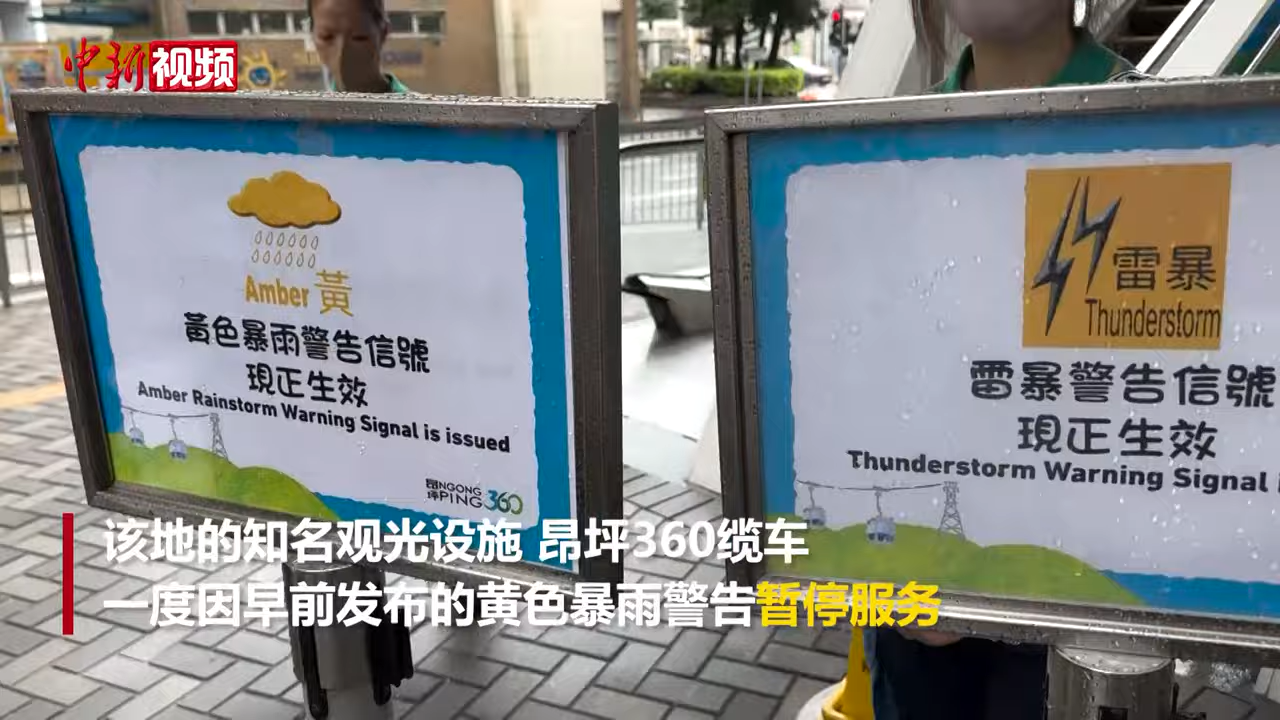 中新视频
Amber 黃
黃色暴雨警告信號
現正生效
Amber Rainstorm Warning Signal is issued
昂坪 NGONG PING 360
雷暴
Thunderstorm
雷暴警告信號
現正生效
Thunderstorm Warning Signal
该地的知名观光设施 昂坪360缆车
一度因早前发布的黄色暴雨警告暂停服务